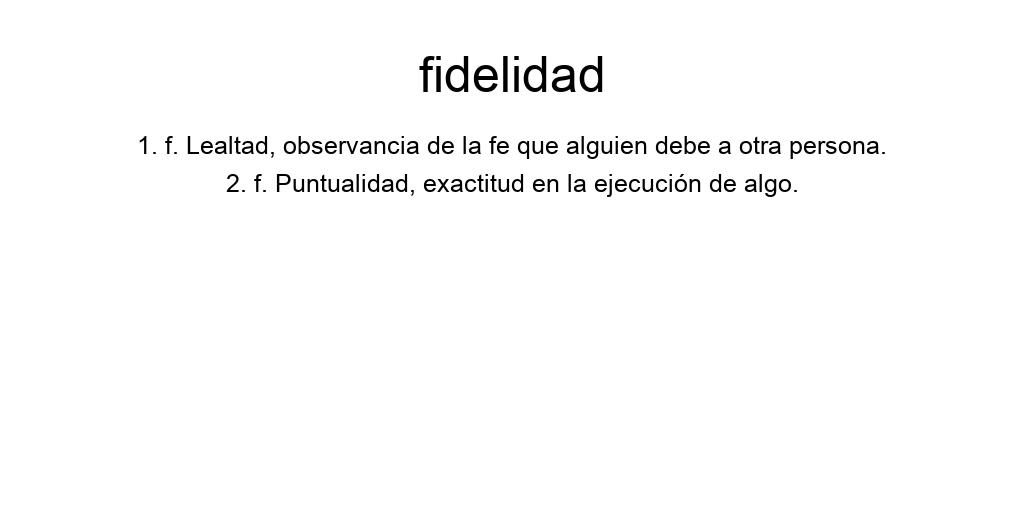 fidelidad
1. f. Lealtad, observancia de la fe que alguien debe a otra persona.
2. f. Puntualidad, exactitud en la ejecución de algo.